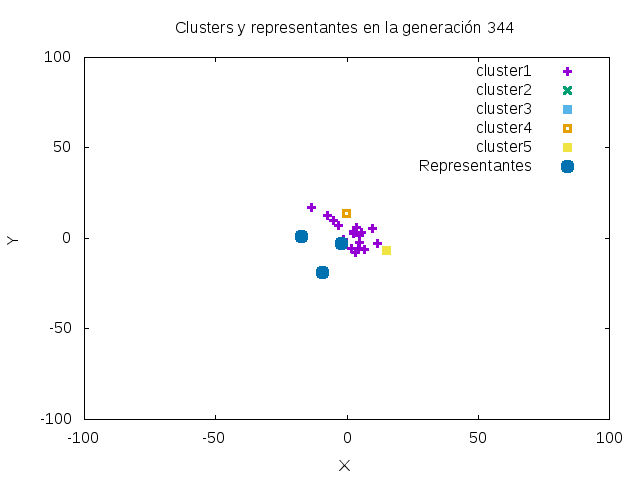 Clusters y representantes en la generación 344
100
50
0
-50
-100
-100
-50
0
50
100
Y
X
cluster1
cluster2
cluster3
cluster4
cluster5
Representantes